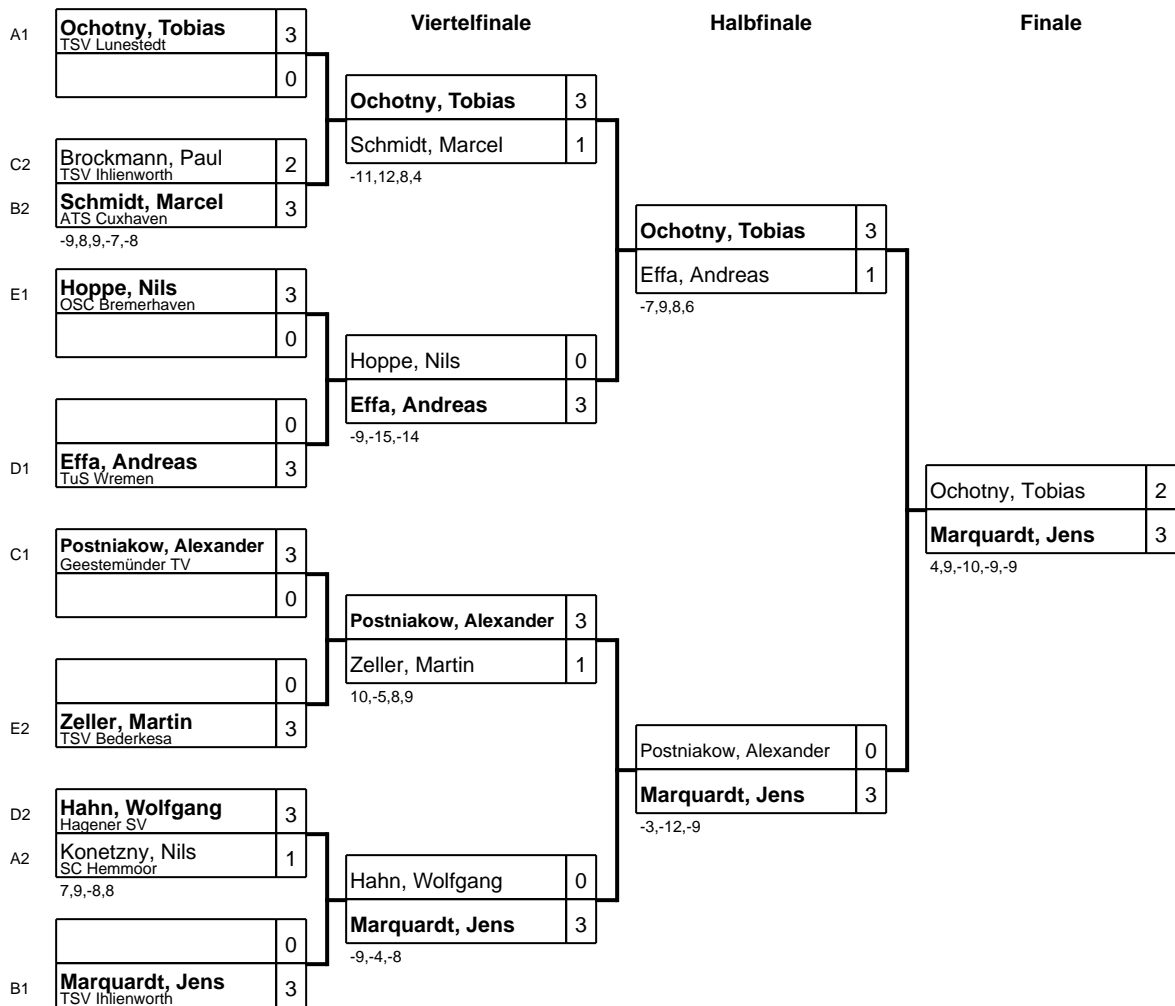 Viertelfinale
Halbfinale
Finale
A1
Ochotny, Tobias
3
TSV Lunestedt
0
C2
Brockmann, Paul
2
TSV Ihlienworth
B2
Schmidt, Marcel
3
ATS Cuxhaven
-9,8,9,-7,-8
E1
Hoppe, Nils
3
OSC Bremerhaven
0
0
D1
Effa, Andreas
3
TuS Wremen
C1
Postniakow, Alexander
3
Geestemünder TV
0
0
E2
Zeller, Martin
3
TSV Bederkesa
D2
Hahn, Wolfgang
3
Hagener SV
A2
Konetzny, Nils
1
SC Hemmoor
7,9,-8,8
0
B1
Marquardt, Jens
3
TSV Ihlienworth
Ochotny, Tobias
3
Schmidt, Marcel
1
-11,12,8,4
Hoppe, Nils
0
Effa, Andreas
3
-9,-15,-14
Postniakow, Alexander
3
Zeller, Martin
1
10,-5,8,9
Hahn, Wolfgang
0
Marquardt, Jens
3
-9,-4,-8
Ochotny, Tobias
3
Effa, Andreas
1
-7,9,8,6
Postniakow, Alexander
0
Marquardt, Jens
3
-3,-12,-9
Ochotny, Tobias
2
Marquardt, Jens
3
4,9,-10,-9,-9